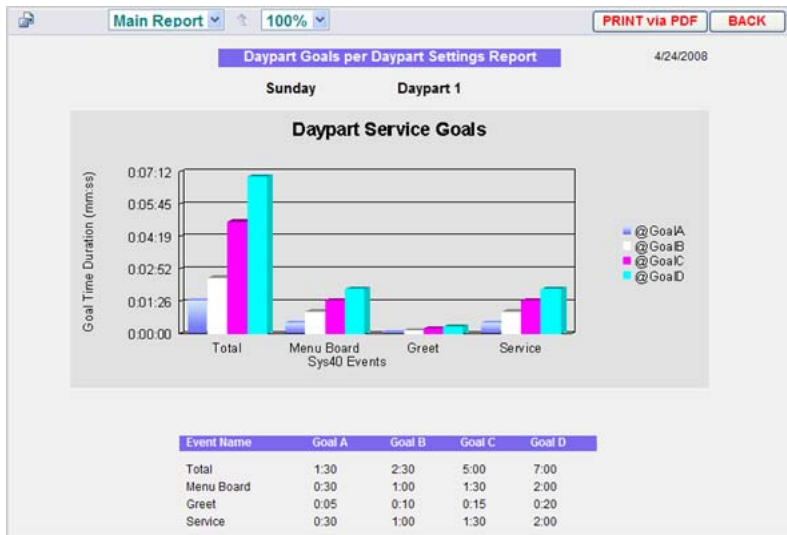 Main Report 100% PRINT via PDF BACK
Daypart Goals per Daypart Settings Report 4/24/2008
Sunday Daypart 1
Daypart Service Goals
Goal Time Duration (mm:ss)
0:07:12
0:05:45
0:04:19
0:02:52
0:01:26
0:00:00
Total Menu Board Greet Service
Sys40 Events
@GoalA
@GoalB
@GoalC
@GoalD
Event Name Goal A Goal B Goal C Goal D
Total 1:30 2:30 5:00 7:00
Menu Board 0:30 1:00 1:30 2:00
Greet 0:05 0:10 0:15 0:20
Service 0:30 1:00 1:30 2:00